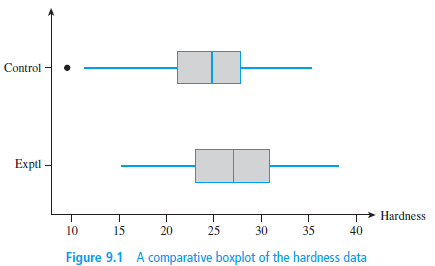 Control
Exptl
Hardness
10 15 20 25 30 35 40
Figure 9.1 A comparative boxplot of the hardness data